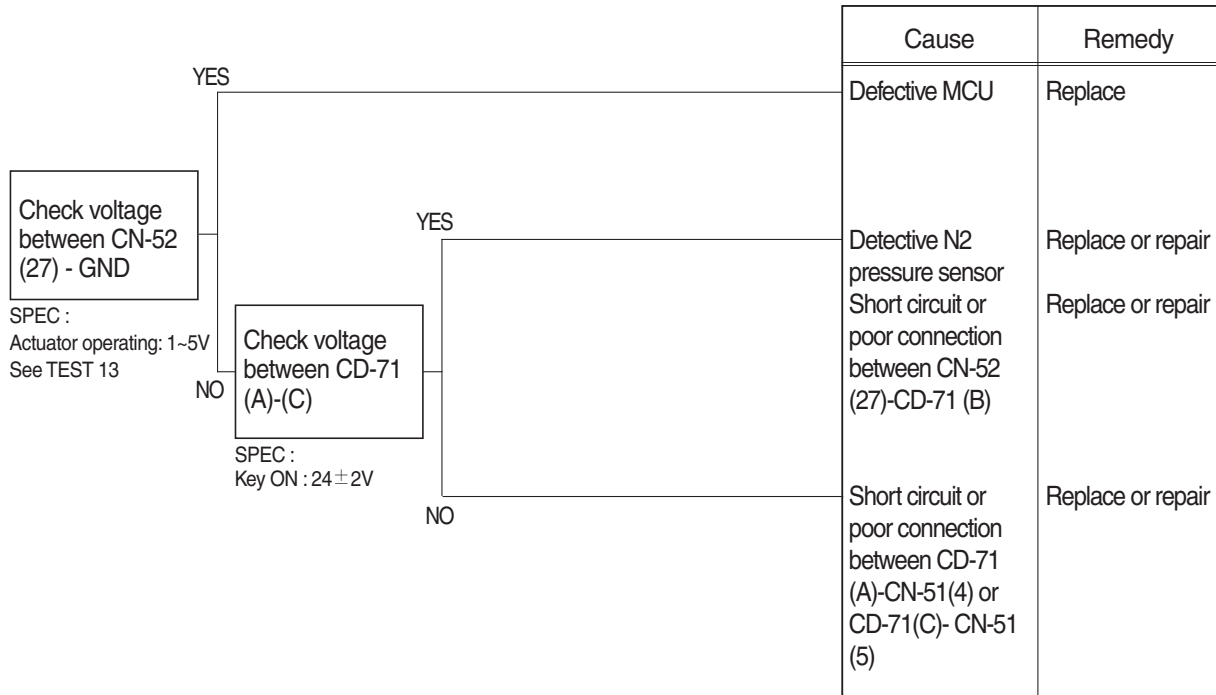 Cause
Remedy
YES
Defective MCU
Replace
Check voltage
between CN-52
(27) - GND
SPEC :
Actuator operating: 1~5V
See TEST 13
NO
YES
Detective N2
pressure sensor
Replace or repair
Check voltage
between CD-71
(A)-(C)
SPEC :
Key ON : 24±2V
Short circuit or
poor connection
between CN-52
(27)-CD-71 (B)
Replace or repair
NO
Short circuit or
poor connection
between CD-71
(A)-CN-51(4) or
CD-71(C)- CN-51
(5)
Replace or repair